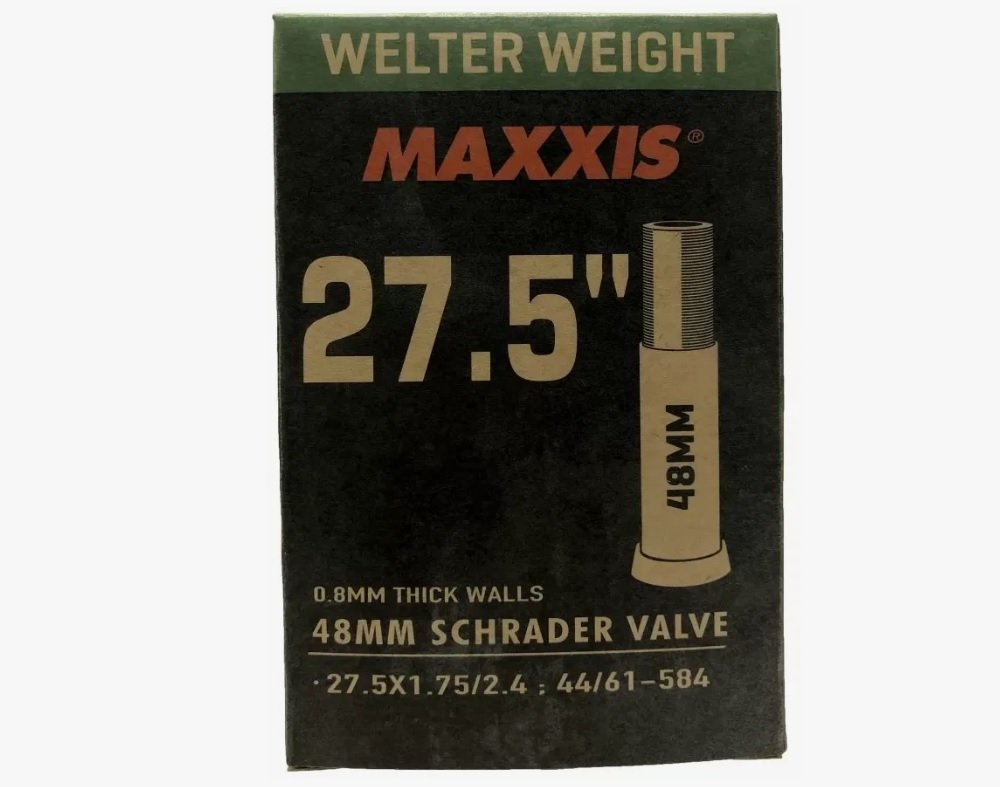 WELTER WEIGHT
MAXXIS®
27.5"
48MM
0.8MM THICK WALLS
48MM SCHRADER VALVE
· 27.5X1.75/2.4 ; 44/61-584